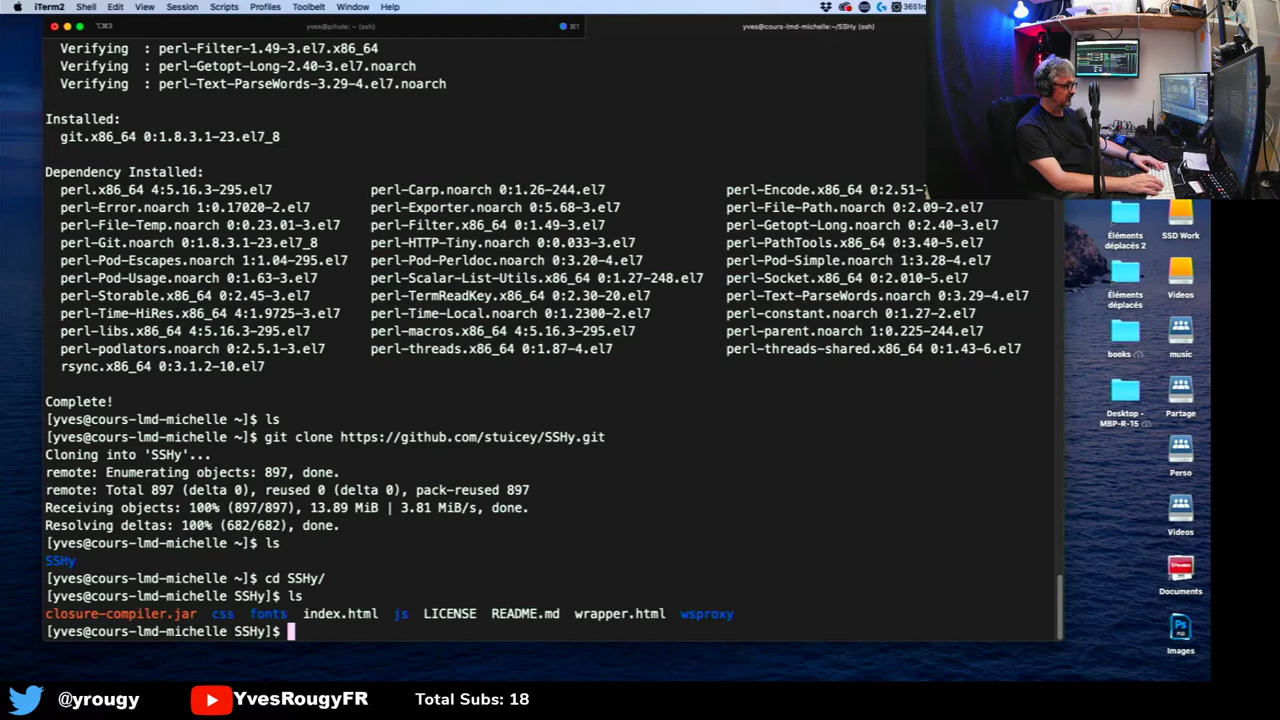 iTerm2 Shell Edit View Session Scripts Profiles Toolbelt Window Help
⌥⌘3 yves@pihole: ~ (ssh) ⌘1 yves@cours-lmd-michelle:~/SSHy (ssh)
Verifying : perl-Filter-1.49-3.el7.x86_64
Verifying : perl-Getopt-Long-2.40-3.el7.noarch
Verifying : perl-Text-ParseWords-3.29-4.el7.noarch
Installed:
git.x86_64 0:1.8.3.1-23.el7_8
Dependency Installed:
perl.x86_64 4:5.16.3-295.el7 perl-Carp.noarch 0:1.26-244.el7 perl-Encode.x86_64 0:2.51-
perl-Error.noarch 1:0.17020-2.el7 perl-Exporter.noarch 0:5.68-3.el7 perl-File-Path.noarch 0:2.09-2.el7
perl-File-Temp.noarch 0:0.23.01-3.el7 perl-Filter.x86_64 0:1.49-3.el7 perl-Getopt-Long.noarch 0:2.40-3.el7
perl-Git.noarch 0:1.8.3.1-23.el7_8 perl-HTTP-Tiny.noarch 0:0.033-3.el7 perl-PathTools.x86_64 0:3.40-5.el7
perl-Pod-Escapes.noarch 1:1.04-295.el7 perl-Pod-Perldoc.noarch 0:3.20-4.el7 perl-Pod-Simple.noarch 1:3.28-4.el7
perl-Pod-Usage.noarch 0:1.63-3.el7 perl-Scalar-List-Utils.x86_64 0:1.27-248.el7 perl-Socket.x86_64 0:2.010-5.el7
perl-Storable.x86_64 0:2.45-3.el7 perl-TermReadKey.x86_64 0:2.30-20.el7 perl-Text-ParseWords.noarch 0:3.29-4.el7
perl-Time-HiRes.x86_64 4:1.9725-3.el7 perl-Time-Local.noarch 0:1.2300-2.el7 perl-constant.noarch 0:1.27-2.el7
perl-libs.x86_64 4:5.16.3-295.el7 perl-macros.x86_64 4:5.16.3-295.el7 perl-parent.noarch 1:0.225-244.el7
perl-podlators.noarch 0:2.5.1-3.el7 perl-threads.x86_64 0:1.87-4.el7 perl-threads-shared.x86_64 0:1.43-6.el7
rsync.x86_64 0:3.1.2-10.el7
Complete!
[yves@cours-lmd-michelle ~]$ ls
[yves@cours-lmd-michelle ~]$ git clone https://github.com/stuicey/SSHy.git
Cloning into 'SSHy'...
remote: Enumerating objects: 897, done.
remote: Total 897 (delta 0), reused 0 (delta 0), pack-reused 897
Receiving objects: 100% (897/897), 13.89 MiB | 3.81 MiB/s, done.
Resolving deltas: 100% (682/682), done.
[yves@cours-lmd-michelle ~]$ ls
SSHy
[yves@cours-lmd-michelle ~]$ cd SSHy/
[yves@cours-lmd-michelle SSHy]$ ls
closure-compiler.jar css fonts index.html js LICENSE README.md wrapper.html wsproxy
[yves@cours-lmd-michelle SSHy]$
Éléments
déplacés 2
SSD Work
Éléments
déplacés
Videos
books
music
Desktop -
MBP-R-15
Partage
Perso
Videos
Documents
Images
@yrougy YvesRougyFR Total Subs: 18